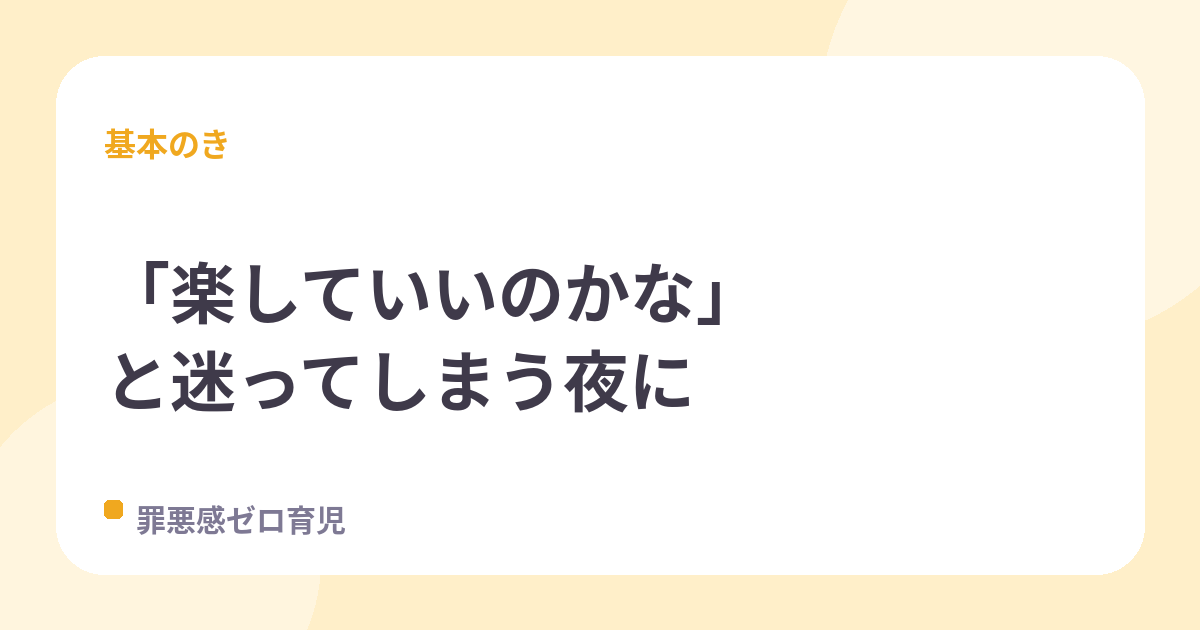 基本のき
「楽していいのかな」
と迷ってしまう夜に
罪悪感ゼロ育児